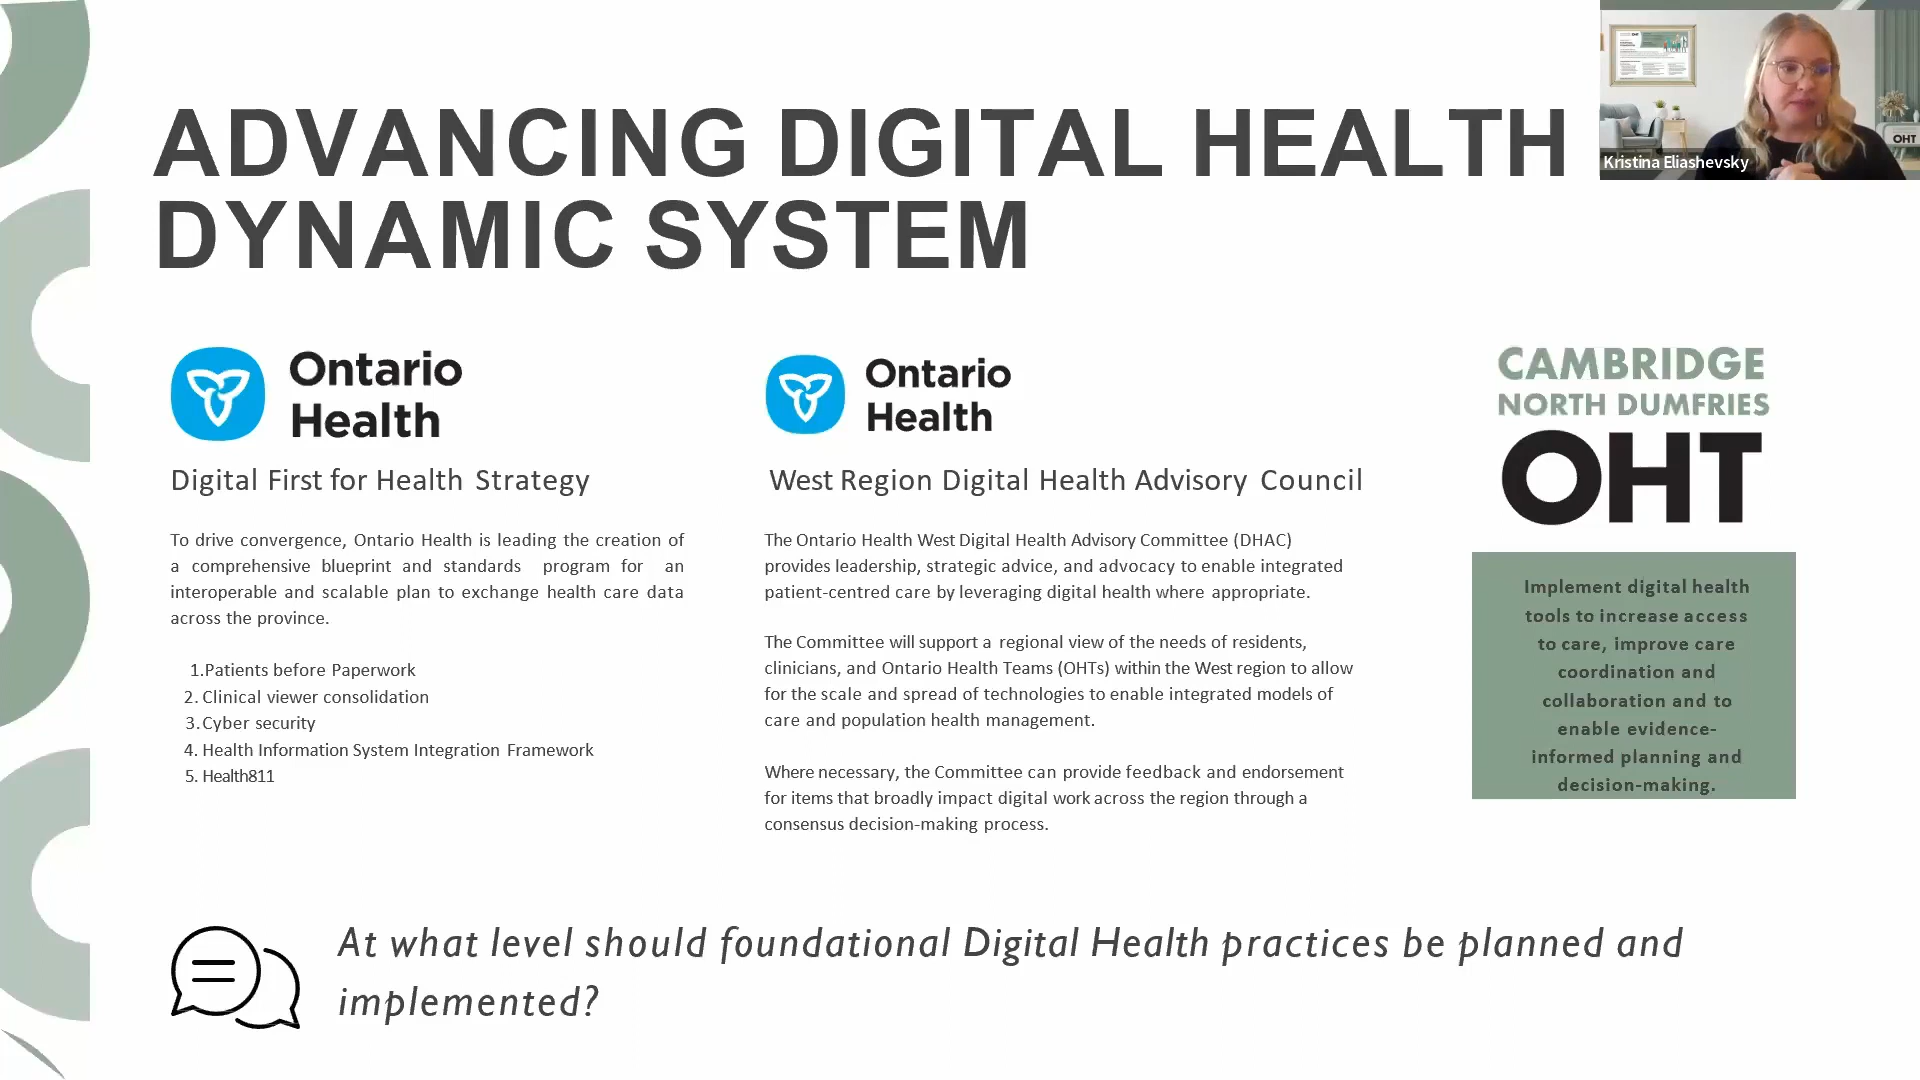 ADVANCING DIGITAL HEALTH
DYNAMIC SYSTEM
Kristina Eliashevsky
OHT
Ontario
Health
Digital First for Health Strategy
To drive convergence, Ontario Health is leading the creation of
a comprehensive blueprint and standards program for an
interoperable and scalable plan to exchange health care data
across the province.
1.Patients before Paperwork
2. Clinical viewer consolidation
3.Cyber security
4. Health Information System Integration Framework
5. Health811
Ontario
Health
West Region Digital Health Advisory Council
The Ontario Health West Digital Health Advisory Committee (DHAC)
provides leadership, strategic advice, and advocacy to enable integrated
patient-centred care by leveraging digital health where appropriate.
The Committee will support a regional view of the needs of residents,
clinicians, and Ontario Health Teams (OHTs) within the West region to allow
for the scale and spread of technologies to enable integrated models of
care and population health management.
Where necessary, the Committee can provide feedback and endorsement
for items that broadly impact digital work across the region through a
consensus decision-making process.
CAMBRIDGE
NORTH DUMFRIES
OHT
Implement digital health
tools to increase access
to care, improve care
coordination and
collaboration and to
enable evidence-
informed planning and
decision-making.
At what level should foundational Digital Health practices be planned and
implemented?